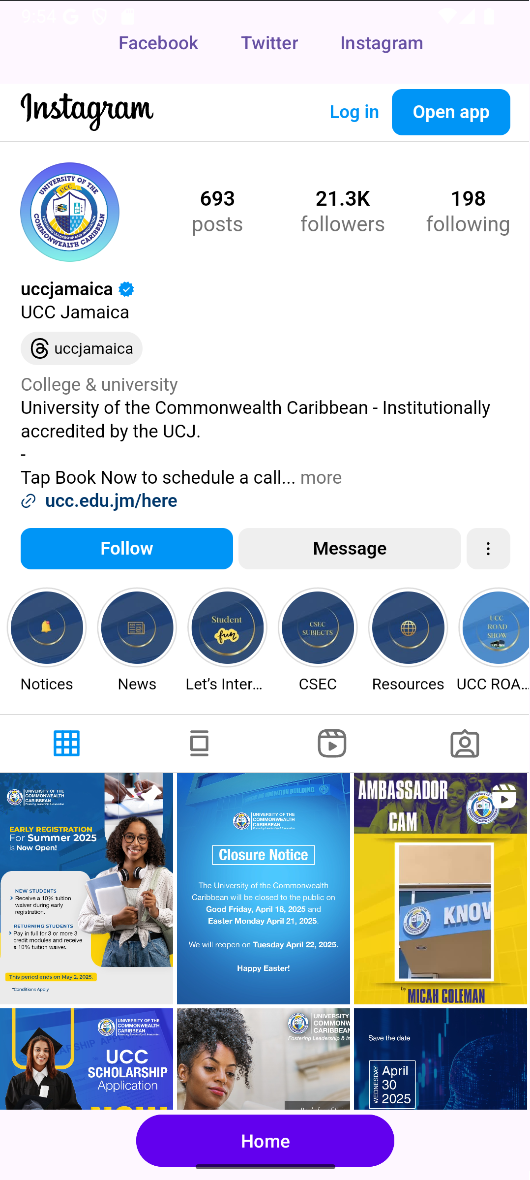 9:54
Facebook Twitter Instagram
Instagram
Log in
Open app
UNIVERSITY OF THE
UCC
COMMONWEALTH CARIBBEAN
693
posts
21.3K
followers
198
following
uccjamaica
UCC Jamaica
uccjamaica
College & university
University of the Commonwealth Caribbean - Institutionally
accredited by the UCJ.
-
Tap Book Now to schedule a call... more
ucc.edu.jm/here
Follow
Message
Student
fun
CSEC
SUBJECTS
UCC
ROAD
SHOW
Notices
News
Let's Inter...
CSEC
Resources
UCC ROA...
UNIVERSITY OF THE
COMMONWEALTH
CARIBBEAN
EARLY REGISTRATION
For Summer 2025
is Now Open!
NEW STUDENTS
Receive a 10% tuition
waiver during early
registration.
RETURNING STUDENTS
Pay in full for 2 or more 3
credit modules and receive
a 10% tuition waiver.
This period ends on May 2, 2025.
*Conditions Apply
UNIVERSITY OF THE
COMMONWEALTH
CARIBBEAN
Closure Notice
The University of the Commonwealth
Caribbean will be closed to the public on
Good Friday, April 18, 2025 and
Easter Monday April 21, 2025.
We will reopen on Tuesday April 22, 2025.
Happy Easter!
AMBASSADOR
CAM
KNOW
by MICAH COLEMAN
UNIVERSITY OF THE
COMMONWEALTH
CARIBBEAN
UCC
SCHOLARSHIP
Application
NOW
UNIVERSITY
COMMONW
CARIBBEAN
Save the date
WEDNESDAY
April
30
2025
Home